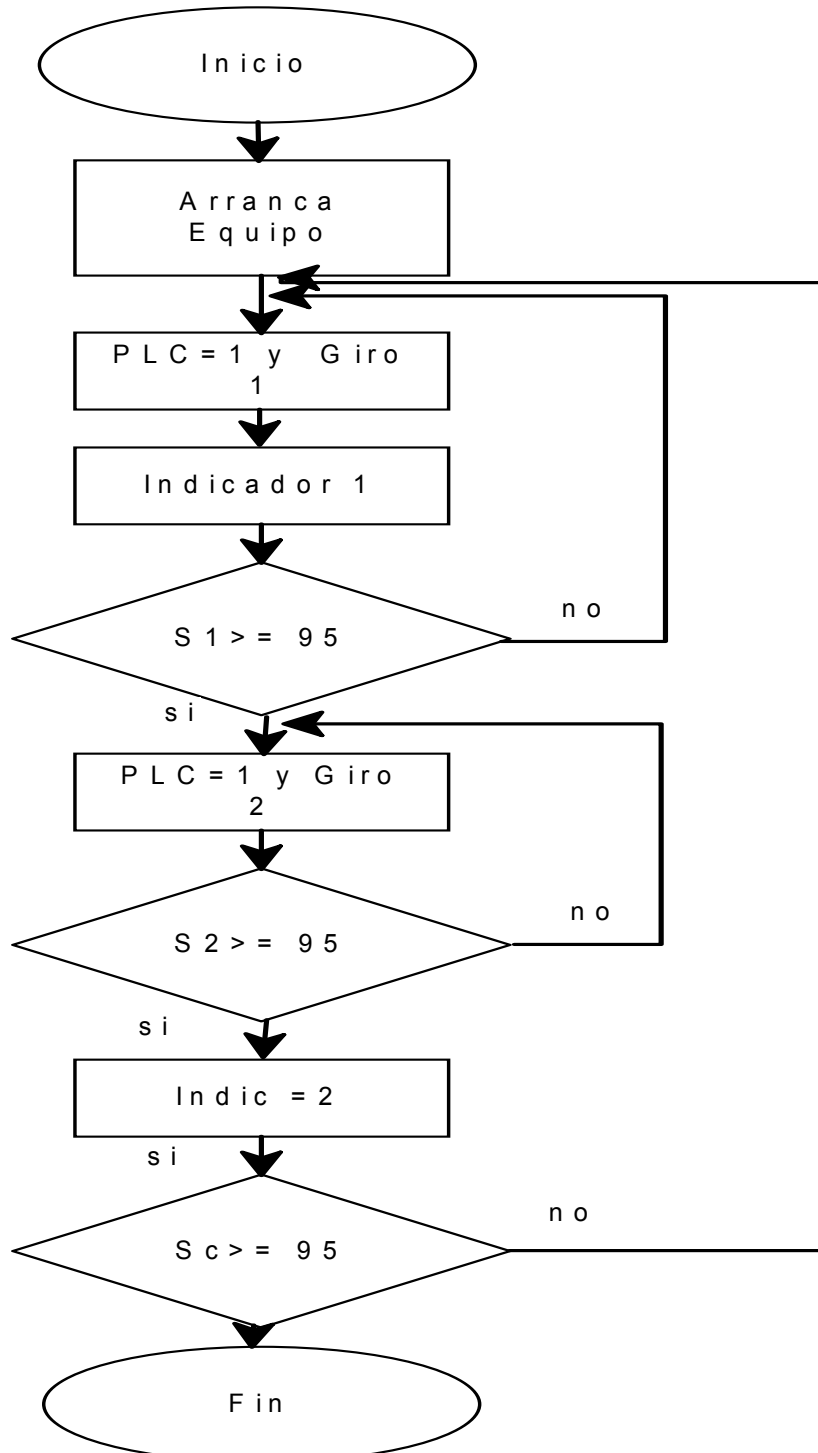 Inicio
Arranca
Equipo
PLC=1 y Giro
1
Indicador 1
S1>= 95
no
si
PLC=1 y Giro
2
S2>= 95
no
si
Indic =2
si
Sc>= 95
no
Fin